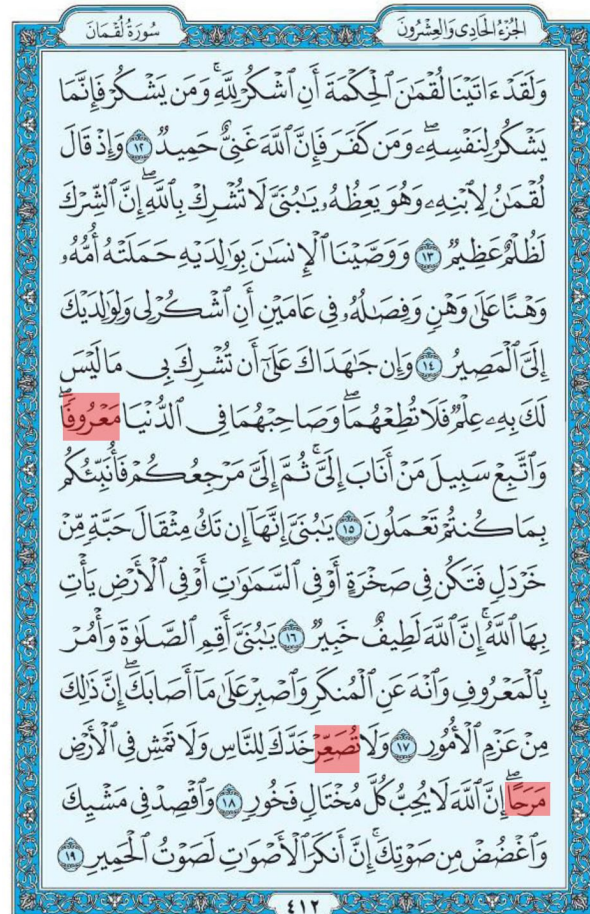 سُورَةُ لُقْمَانَ
الجُزْءُ الحَادِي وَالعِشْرُونَ
وَلَقَدْ ءَاتَيْنَا لُقْمَٰنَ ٱلْحِكْمَةَ أَنِ ٱشْكُرْ لِلَّهِۚ وَمَن يَشْكُرْ فَإِنَّمَا
يَشْكُرُ لِنَفْسِهِۦۖ وَمَن كَفَرَ فَإِنَّ ٱللَّهَ غَنِىٌّ حَمِيدٌ ١٢ وَإِذْ قَالَ
لُقْمَٰنُ لِٱبْنِهِۦ وَهُوَ يَعِظُهُۥ يَٰبُنَىَّ لَا تُشْرِكْ بِٱللَّهِۖ إِنَّ ٱلشِّرْكَ
لَظُلْمٌ عَظِيمٌ ١٣ وَوَصَّيْنَا ٱلْإِنسَٰنَ بِوَٰلِدَيْهِ حَمَلَتْهُ أُمُّهُۥ
وَهْنًا عَلَىٰ وَهْنٍ وَفِصَٰلُهُۥ فِى عَامَيْنِ أَنِ ٱشْكُرْ لِى وَلِوَٰلِدَيْكَ
إِلَىَّ ٱلْمَصِيرُ ١٤ وَإِن جَٰهَدَاكَ عَلَىٰٓ أَن تُشْرِكَ بِى مَا لَيْسَ
لَكَ بِهِۦ عِلْمٌ فَلَا تُطِعْهُمَاۖ وَصَاحِبْهُمَا فِى ٱلدُّنْيَا مَعْرُوفًاۖ
وَٱتَّبِعْ سَبِيلَ مَنْ أَنَابَ إِلَىَّۚ ثُمَّ إِلَىَّ مَرْجِعُكُمْ فَأُنَبِّئُكُم
بِمَا كُنتُمْ تَعْمَلُونَ ١٥ يَٰبُنَىَّ إِنَّهَآ إِن تَكُ مِثْقَالَ حَبَّةٍ مِّنْ
خَرْدَلٍ فَتَكُن فِى صَخْرَةٍ أَوْ فِى ٱلسَّمَٰوَٰتِ أَوْ فِى ٱلْأَرْضِ يَأْتِ
بِهَا ٱللَّهُۚ إِنَّ ٱللَّهَ لَطِيفٌ خَبِيرٌ ١٦ يَٰبُنَىَّ أَقِمِ ٱلصَّلَوٰةَ وَأْمُرْ
بِٱلْمَعْرُوفِ وَٱنْهَ عَنِ ٱلْمُنكَرِ وَٱصْبِرْ عَلَىٰ مَآ أَصَابَكَۖ إِنَّ ذَٰلِكَ
مِنْ عَزْمِ ٱلْأُمُورِ ١٧ وَلَا تُصَعِّرْ خَدَّكَ لِلنَّاسِ وَلَا تَمْشِ فِى ٱلْأَرْضِ
مَرَحًاۖ إِنَّ ٱللَّهَ لَا يُحِبُّ كُلَّ مُخْتَالٍ فَخُورٍ ١٨ وَٱقْصِدْ فِى مَشْيِكَ
وَٱغْضُضْ مِن صَوْتِكَۚ إِنَّ أَنكَرَ ٱلْأَصْوَٰتِ لَصَوْتُ ٱلْحَمِيرِ ١٩
٤١٢